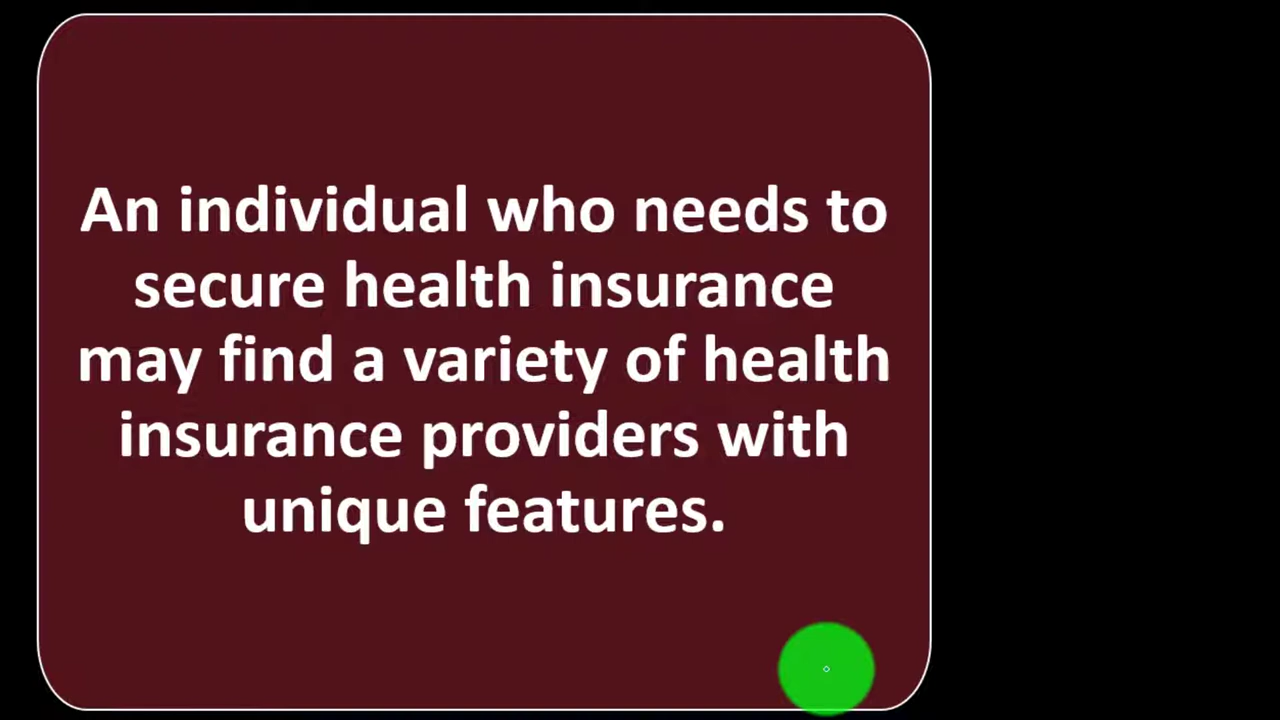 An individual who needs to
secure health insurance
may find a variety of health
insurance providers with
unique features.